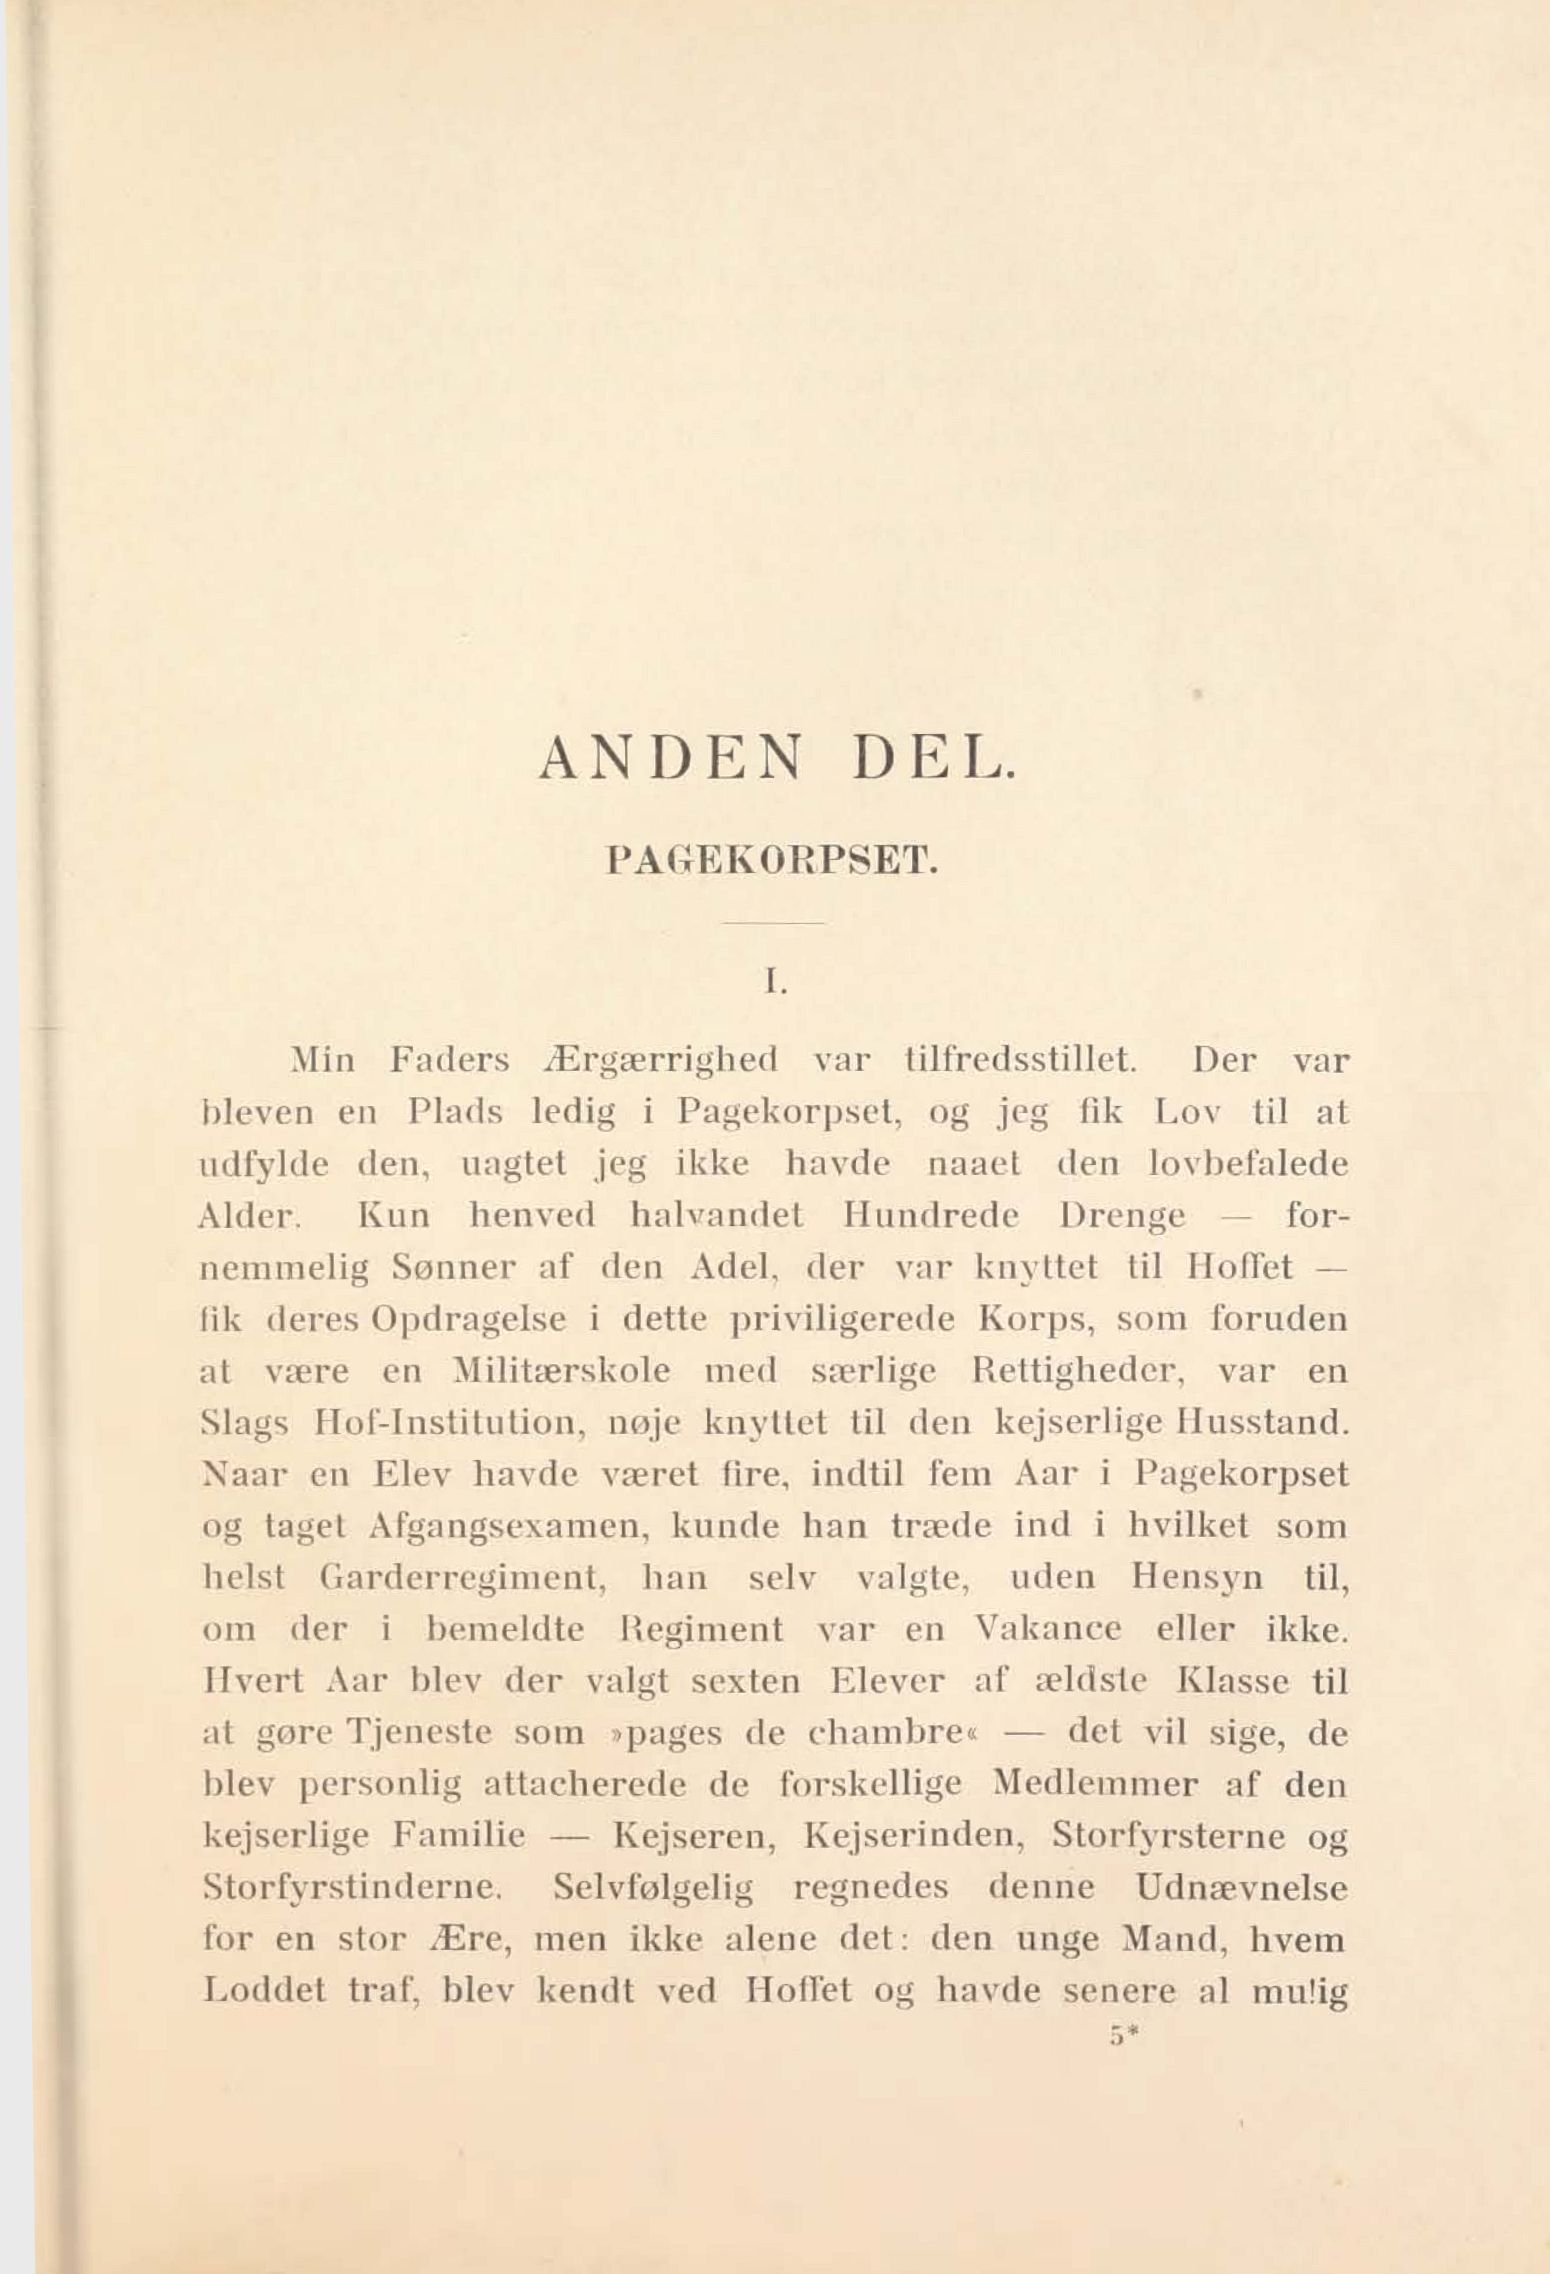 ANDEN DEL.
PAGEKORPSET.
I.
Min Faders Ærgærrighed var tilfredsstillet. Der var
bleven en Plads ledig i Pagekorpset, og jeg fik Lov til at
udfylde den, uagtet jeg ikke havde naaet den lovbefalede
Alder. Kun henved halvandet Hundrede Drenge — for-
nemmelig Sønner af den Adel, der var knyttet til Hoffet —
fik deres Opdragelse i dette priviligerede Korps, som foruden
at være en Militærskole med særlige Rettigheder, var en
Slags Hof-Institution, nøje knyttet til den kejserlige Husstand.
Naar en Elev havde været fire, indtil fem Aar i Pagekorpset
og taget Afgangsexamen, kunde han træde ind i hvilket som
helst Garderregiment, han selv valgte, uden Hensyn til,
om der i bemeldte Regiment var en Vakance eller ikke.
Hvert Aar blev der valgt sexten Elever af ældste Klasse til
at gøre Tjeneste som »pages de chambre« — det vil sige, de
blev personlig attacherede de forskellige Medlemmer af den
kejserlige Familie — Kejseren, Kejserinden, Storfyrsterne og
Storfyrstinderne. Selvfølgelig regnedes denne Udnævnelse
for en stor Ære, men ikke alene det: den unge Mand, hvem
Loddet traf, blev kendt ved Hoffet og havde senere al mulig
5*